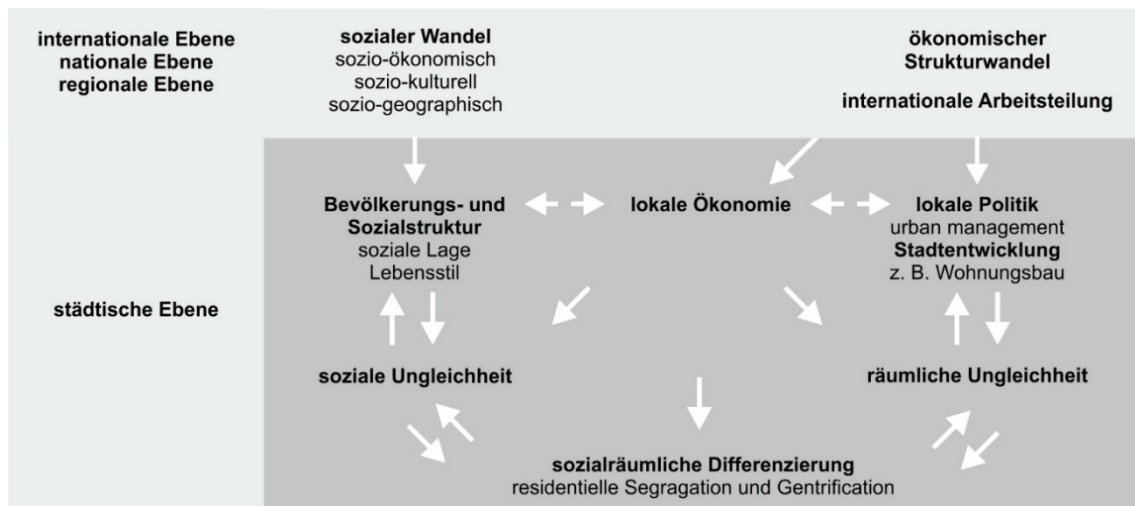 internationale Ebene
nationale Ebene
regionale Ebene
sozialer Wandel
sozio-ökonomisch
sozio-kulturell
sozio-geographisch
ökonomischer
Strukturwandel
internationale Arbeitsteilung
städtische Ebene
Bevölkerungs- und
Sozialstruktur
soziale Lage
Lebensstil
lokale Ökonomie
lokale Politik
urban management
Stadtentwicklung
z. B. Wohnungsbau
soziale Ungleichheit
räumliche Ungleichheit
sozialräumliche Differenzierung
residentielle Segragation und Gentrification